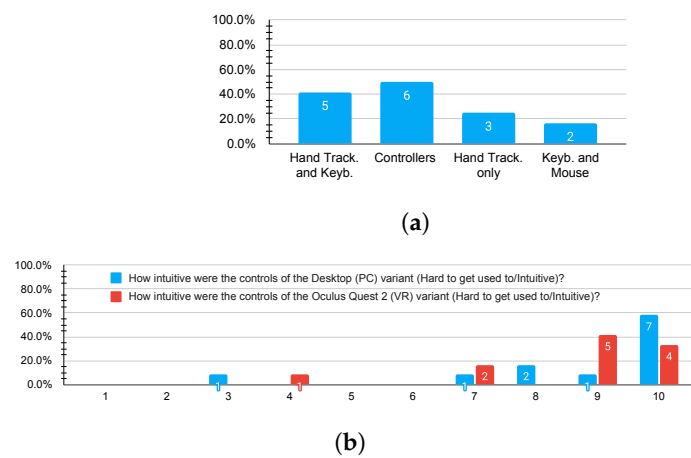 100.0%
80.0%
60.0%
40.0%
20.0%
0.0%
5
6
3
2
Hand Track. and Keyb.
Controllers
Hand Track. only
Keyb. and Mouse
(a)
100.0%
80.0%
60.0%
40.0%
20.0%
0.0%
How intuitive were the controls of the Desktop (PC) variant (Hard to get used to/Intuitive)?
How intuitive were the controls of the Oculus Quest 2 (VR) variant (Hard to get used to/Intuitive)?
1
1
1
2
2
1
5
7
4
1 2 3 4 5 6 7 8 9 10
(b)